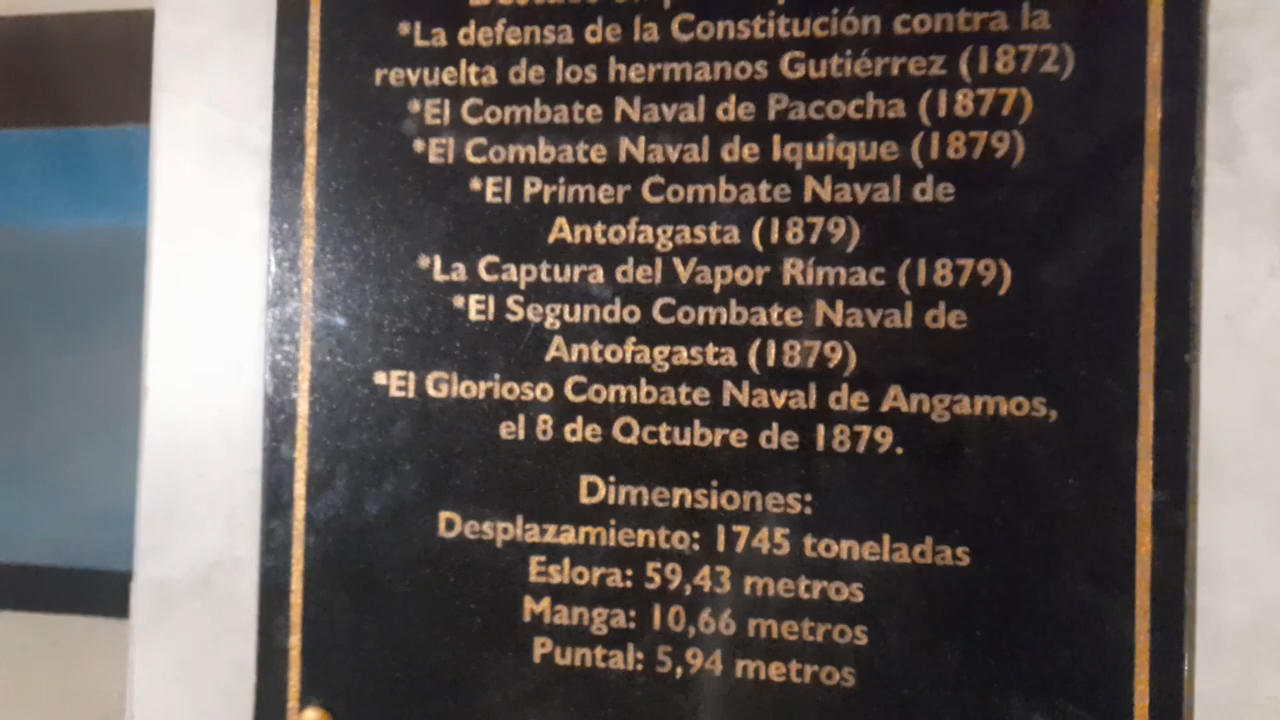 *La defensa de la Constitución contra la
revuelta de los hermanos Gutiérrez (1872)
*El Combate Naval de Pacocha (1877)
*El Combate Naval de Iquique (1879)
*El Primer Combate Naval de
Antofagasta (1879)
*La Captura del Vapor Rímac (1879)
*El Segundo Combate Naval de
Antofagasta (1879)
*El Glorioso Combate Naval de Angamos,
el 8 de Octubre de 1879.
Dimensiones:
Desplazamiento: 1745 toneladas
Eslora: 59,43 metros
Manga: 10,66 metros
Puntal: 5,94 metros